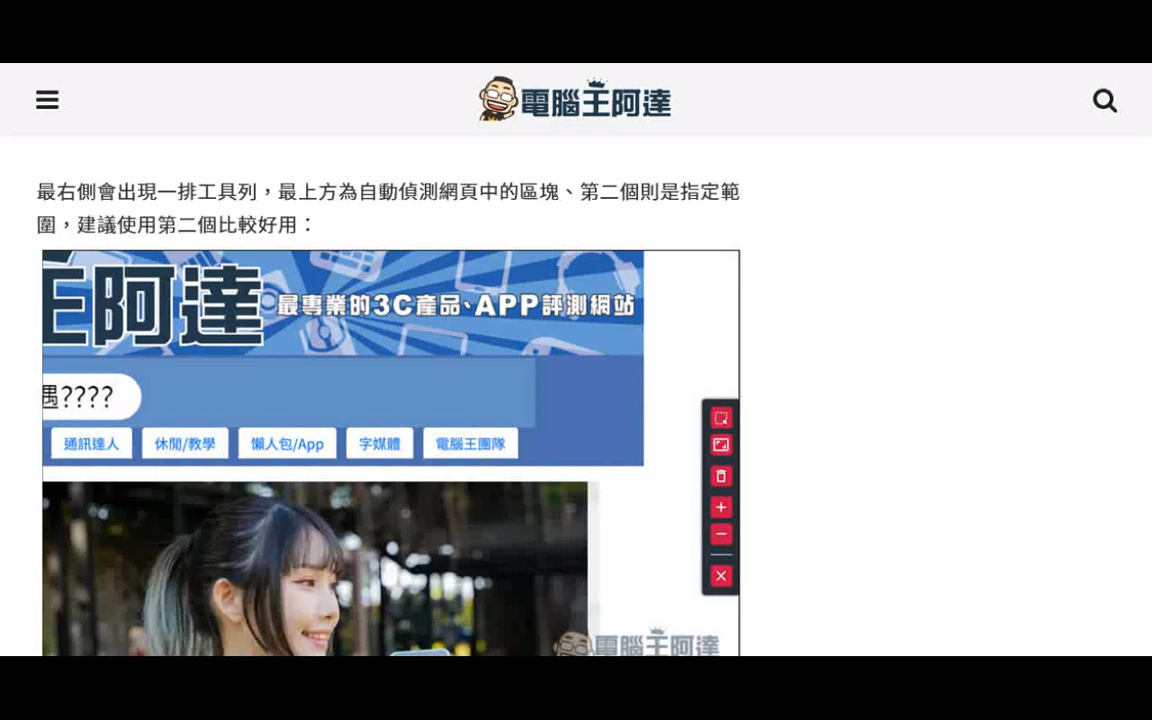 電腦王阿達
最右側會出現一排工具列，最上方為自動偵測網頁中的區塊、第二個則是指定範
圍，建議使用第二個比較好用：
王阿達
最專業的3C產品、APP評測網站
遇????
通訊達人 休閒/教學 懶人包/App 字媒體 電腦王團隊
電腦王阿達